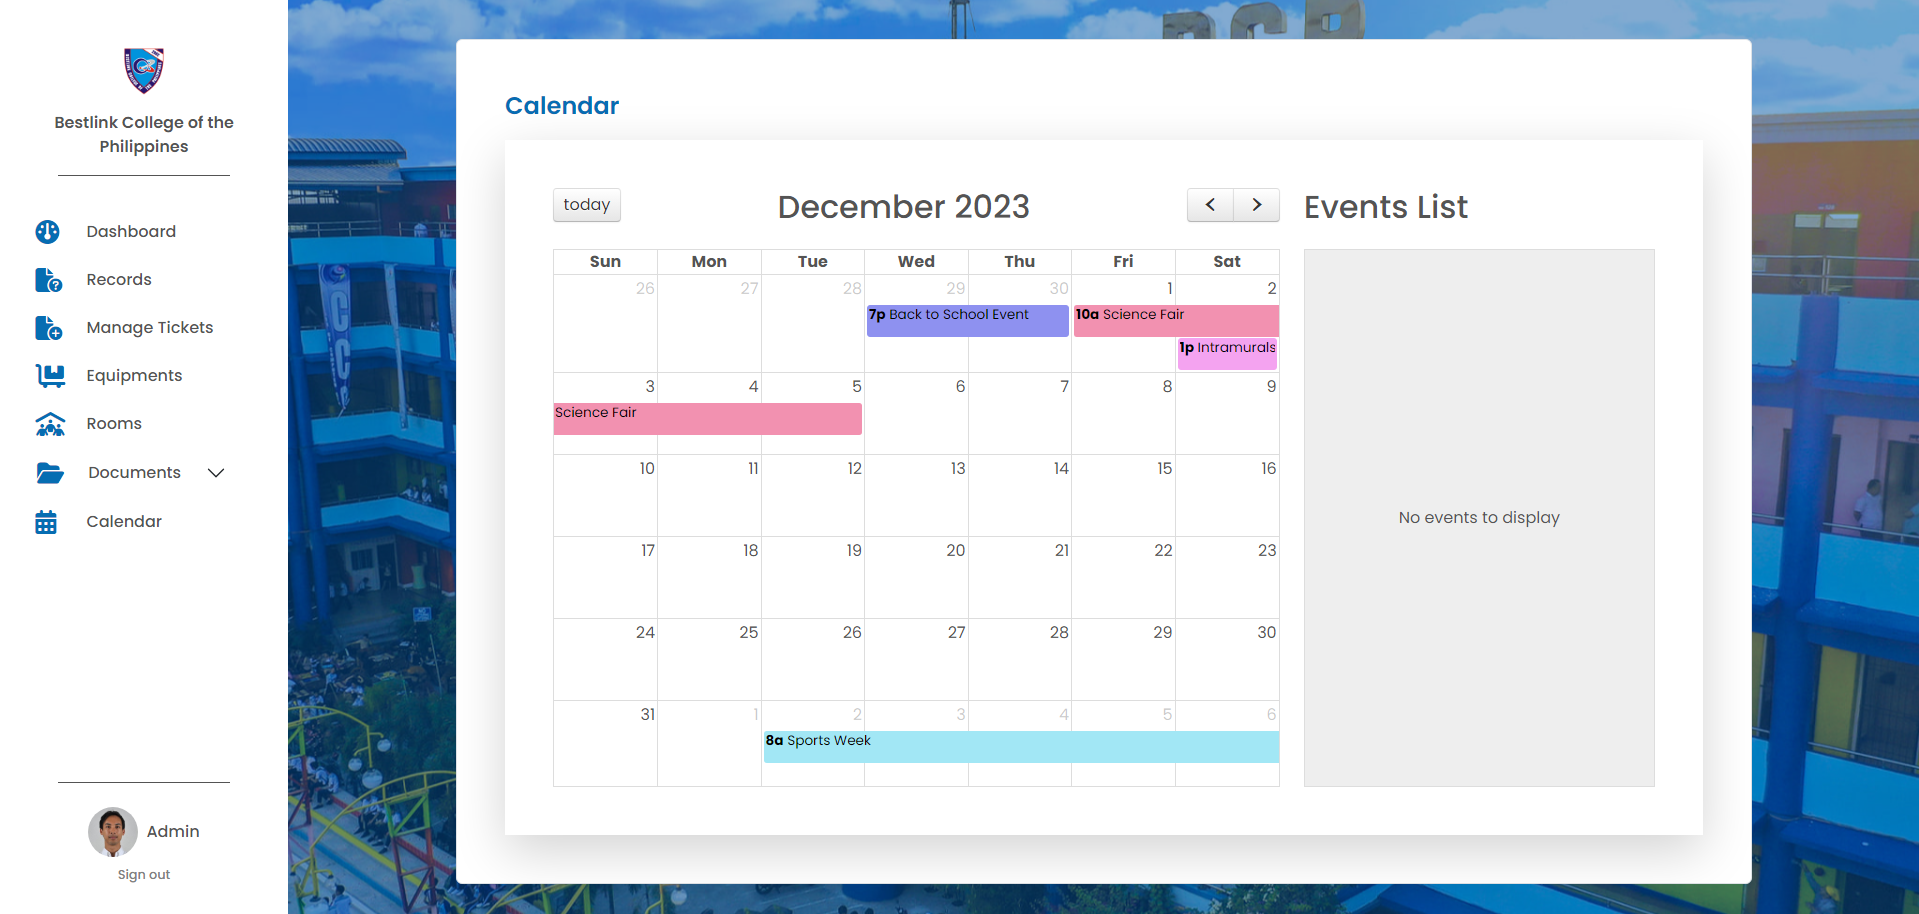 Bestlink College of the
Philippines
Dashboard
Records
Manage Tickets
Equipments
Rooms
Documents
Calendar
Admin
Sign out
Calendar
today
December 2023
Sun Mon Tue Wed Thu Fri Sat
26 27 28 29 30 1 2
7p Back to School Event 10a Science Fair
1p Intramurals
3 4 5 6 7 8 9
Science Fair
10 11 12 13 14 15 16
17 18 19 20 21 22 23
24 25 26 27 28 29 30
31 1 2 3 4 5 6
8a Sports Week
Events List
No events to display